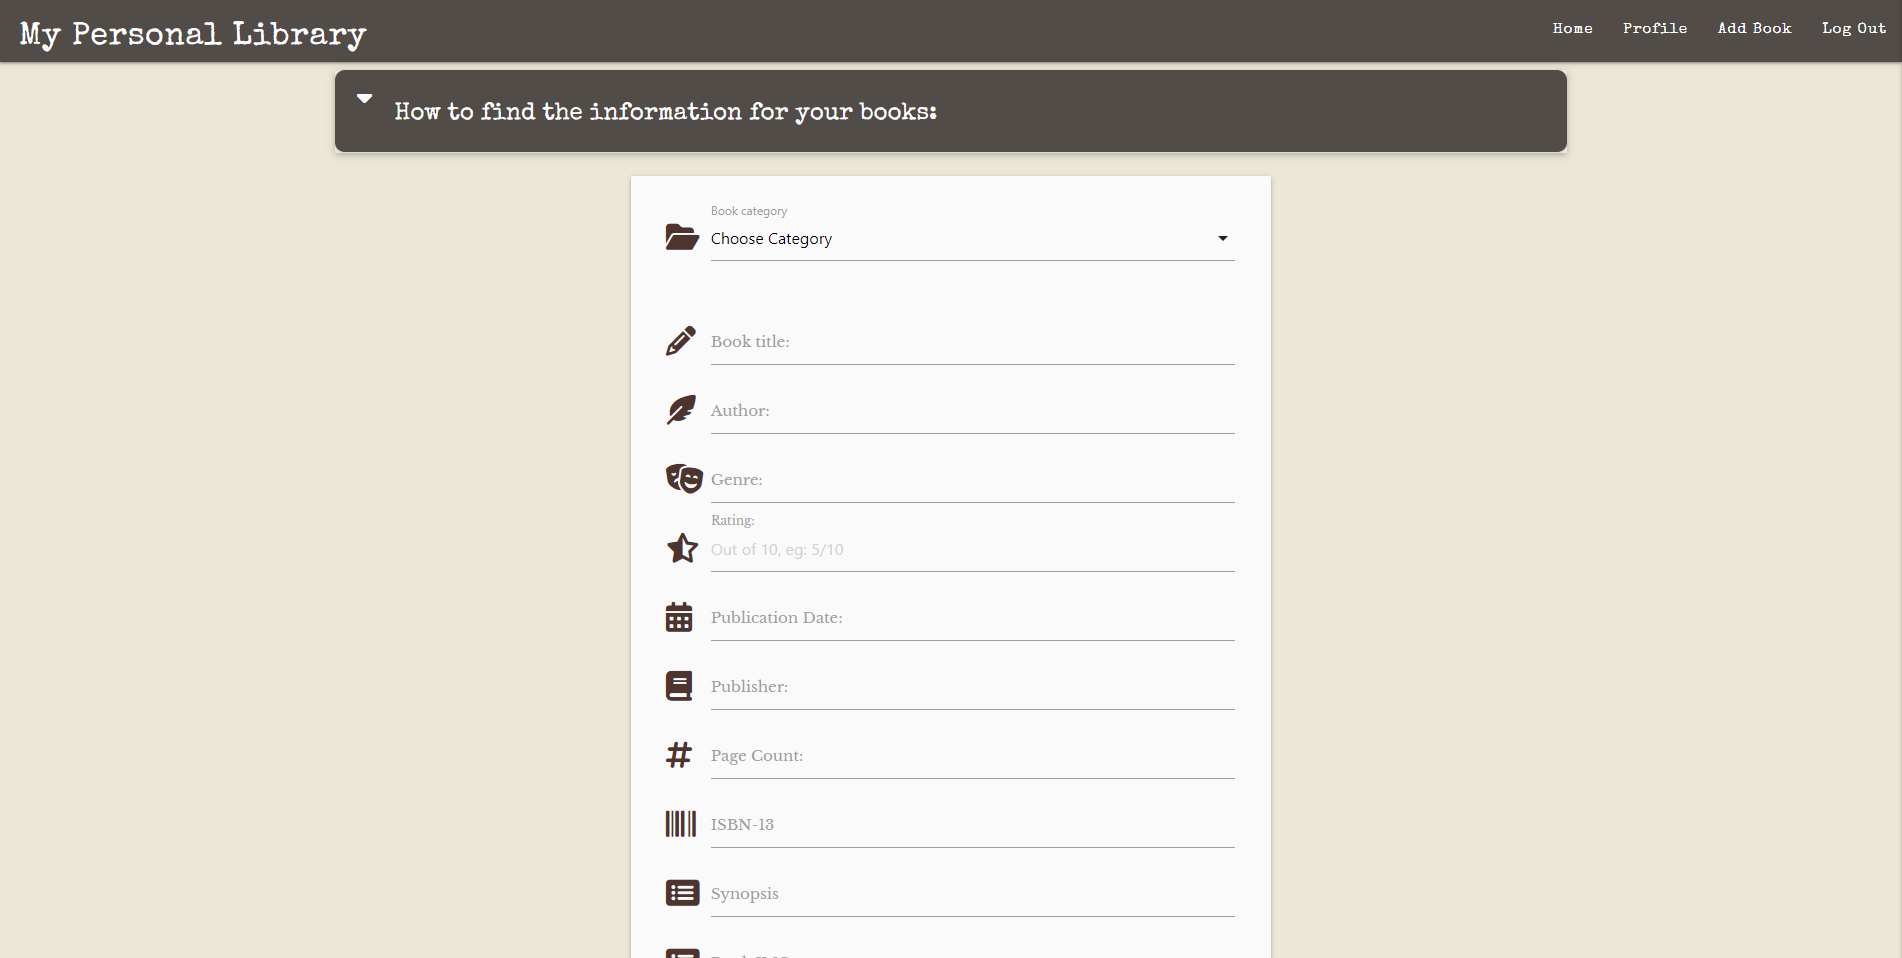 My Personal Library
Home Profile Add Book Log Out
How to find the information for your books:
Book category
Choose Category
Book title:
Author:
Genre:
Rating:
Out of 10, eg: 5/10
Publication Date:
Publisher:
Page Count:
ISBN-13
Synopsis